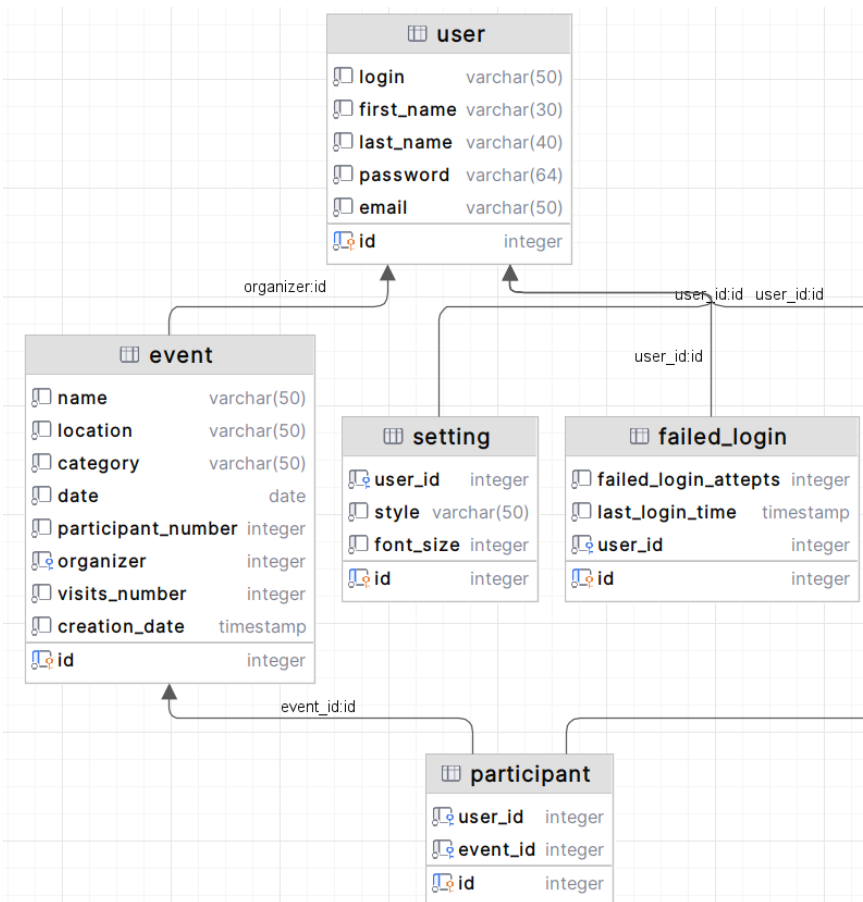 user
login varchar(50)
first_name varchar(30)
last_name varchar(40)
password varchar(64)
email varchar(50)
id integer
organizer:id
user_id:id user_id:id
user_id:id
event
name varchar(50)
location varchar(50)
category varchar(50)
date date
participant_number integer
organizer integer
visits_number integer
creation_date timestamp
id integer
setting
user_id integer
style varchar(50)
font_size integer
id integer
failed_login
failed_login_attepts integer
last_login_time timestamp
user_id integer
id integer
event_id:id
participant
user_id integer
event_id integer
id integer